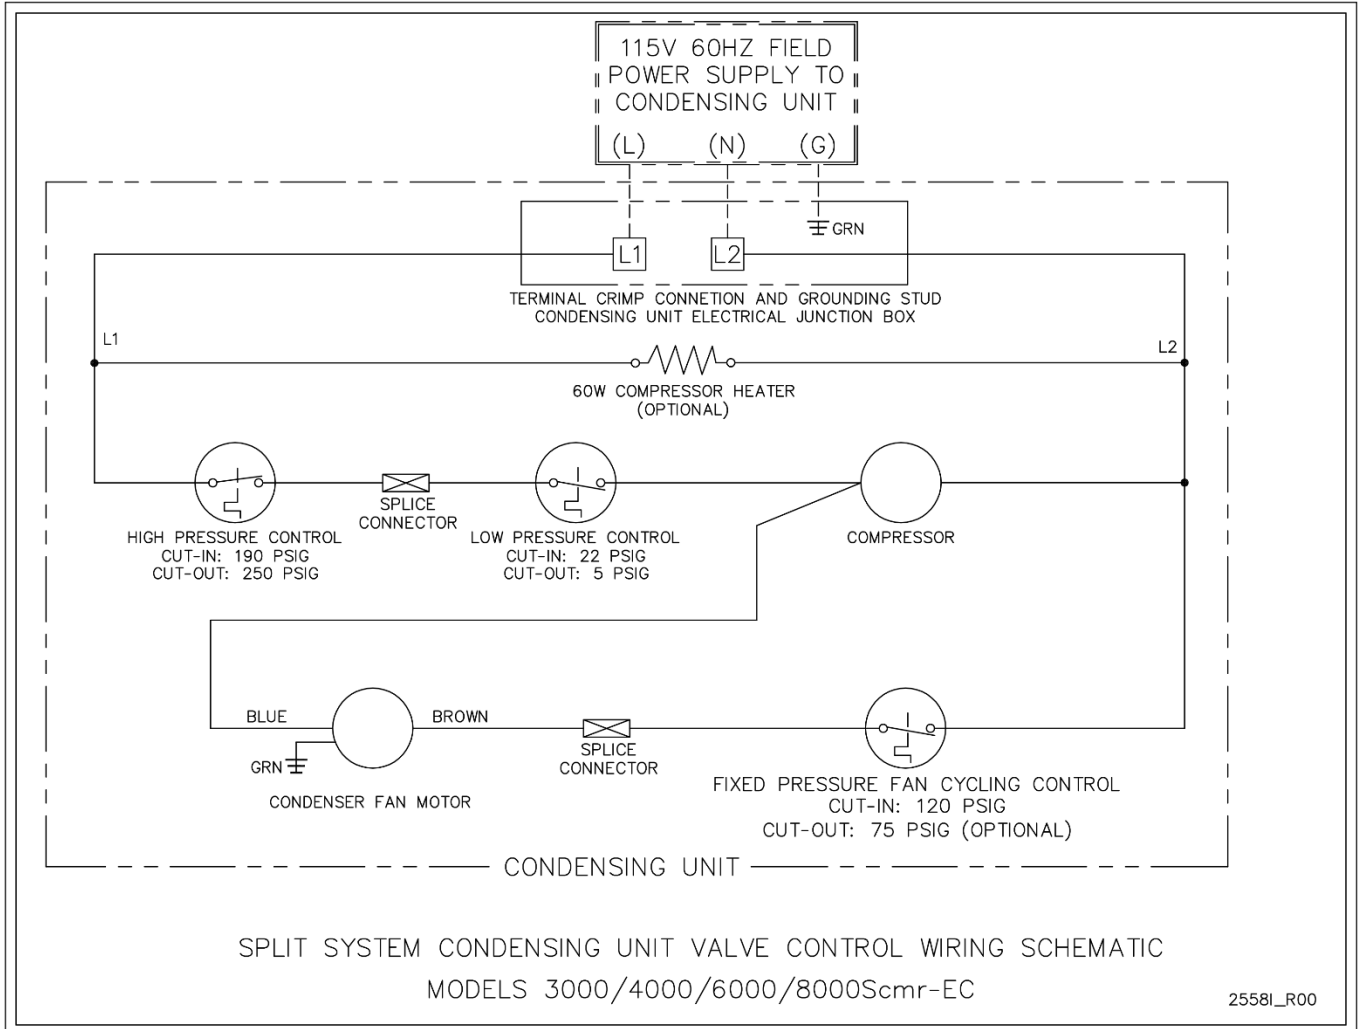 115V 60HZ FIELD
POWER SUPPLY TO
CONDENSING UNIT
(L) (N) (G)
GRN
L1 L2
TERMINAL CRIMP CONNETION AND GROUNDING STUD
CONDENSING UNIT ELECTRICAL JUNCTION BOX
L1
L2
60W COMPRESSOR HEATER
(OPTIONAL)
SPLICE
CONNECTOR
HIGH PRESSURE CONTROL
CUT-IN: 190 PSIG
CUT-OUT: 250 PSIG
LOW PRESSURE CONTROL
CUT-IN: 22 PSIG
CUT-OUT: 5 PSIG
COMPRESSOR
BLUE
BROWN
GRN
SPLICE
CONNECTOR
CONDENSER FAN MOTOR
FIXED PRESSURE FAN CYCLING CONTROL
CUT-IN: 120 PSIG
CUT-OUT: 75 PSIG (OPTIONAL)
CONDENSING UNIT
SPLIT SYSTEM CONDENSING UNIT VALVE CONTROL WIRING SCHEMATIC
MODELS 3000/4000/6000/8000Scmr-EC
2558I_R00